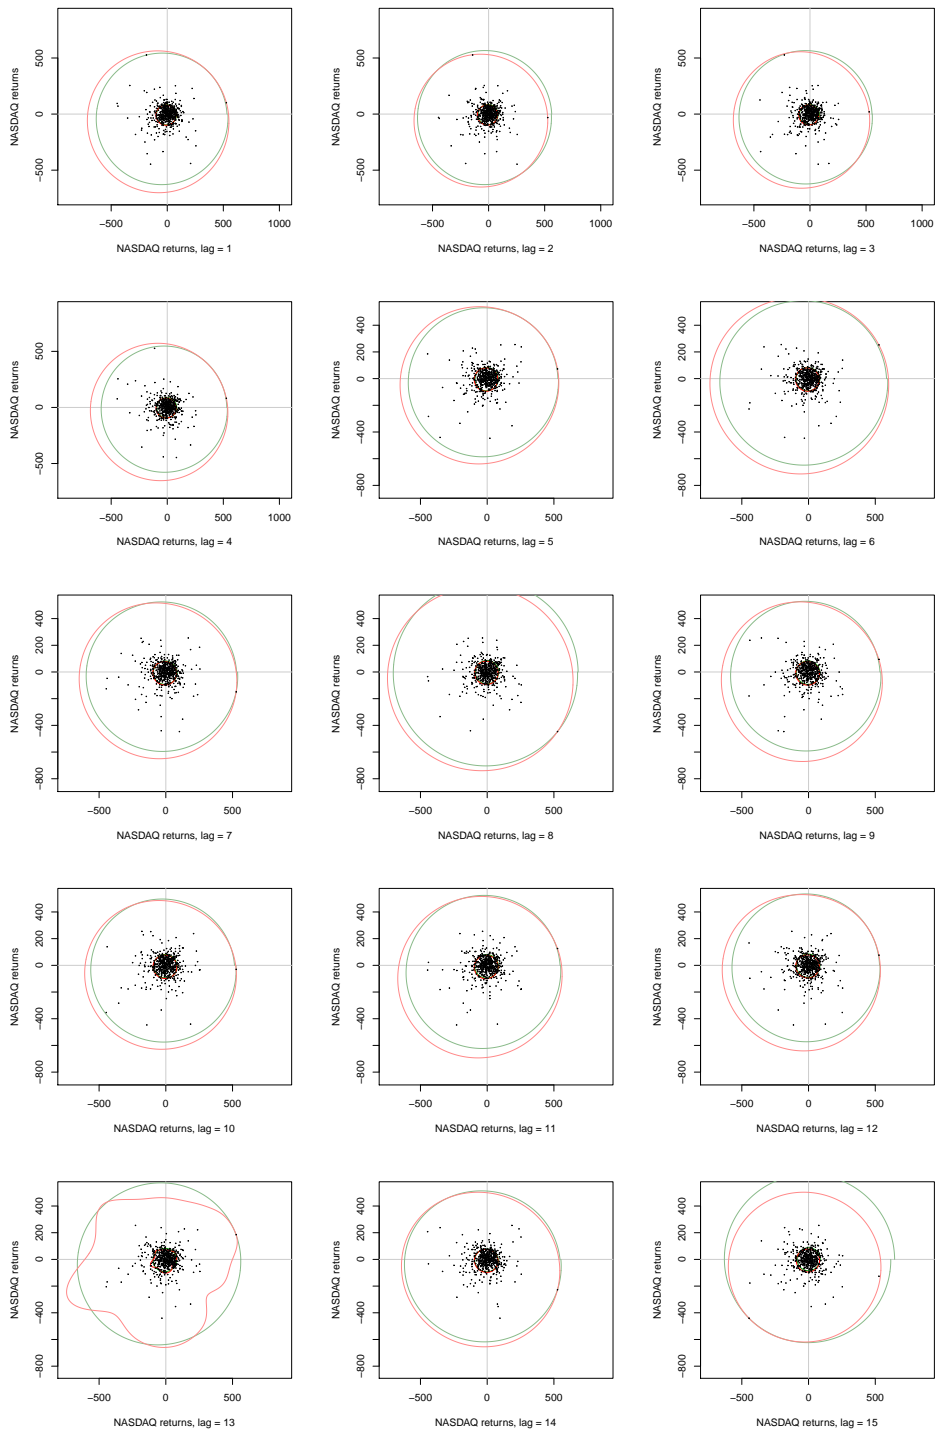 NASDAQ returns
500
0
−500
−500 0 500 1000
NASDAQ returns, lag = 1
NASDAQ returns
500
0
−500
−500 0 500 1000
NASDAQ returns, lag = 2
NASDAQ returns
500
0
−500
−500 0 500 1000
NASDAQ returns, lag = 3
NASDAQ returns
500
0
−500
−500 0 500 1000
NASDAQ returns, lag = 4
NASDAQ returns
400
200
0
−400
−800
−500 0 500
NASDAQ returns, lag = 5
NASDAQ returns
400
200
0
−400
−800
−500 0 500
NASDAQ returns, lag = 6
NASDAQ returns
400
200
0
−400
−800
−500 0 500
NASDAQ returns, lag = 7
NASDAQ returns
400
200
0
−400
−800
−500 0 500
NASDAQ returns, lag = 8
NASDAQ returns
400
200
0
−400
−800
−500 0 500
NASDAQ returns, lag = 9
NASDAQ returns
400
200
0
−400
−800
−500 0 500
NASDAQ returns, lag = 10
NASDAQ returns
400
200
0
−400
−800
−500 0 500
NASDAQ returns, lag = 11
NASDAQ returns
400
200
0
−400
−800
−500 0 500
NASDAQ returns, lag = 12
NASDAQ returns
400
200
0
−400
−800
−500 0 500
NASDAQ returns, lag = 13
NASDAQ returns
400
200
0
−400
−800
−500 0 500
NASDAQ returns, lag = 14
NASDAQ returns
400
200
0
−400
−800
−500 0 500
NASDAQ returns, lag = 15